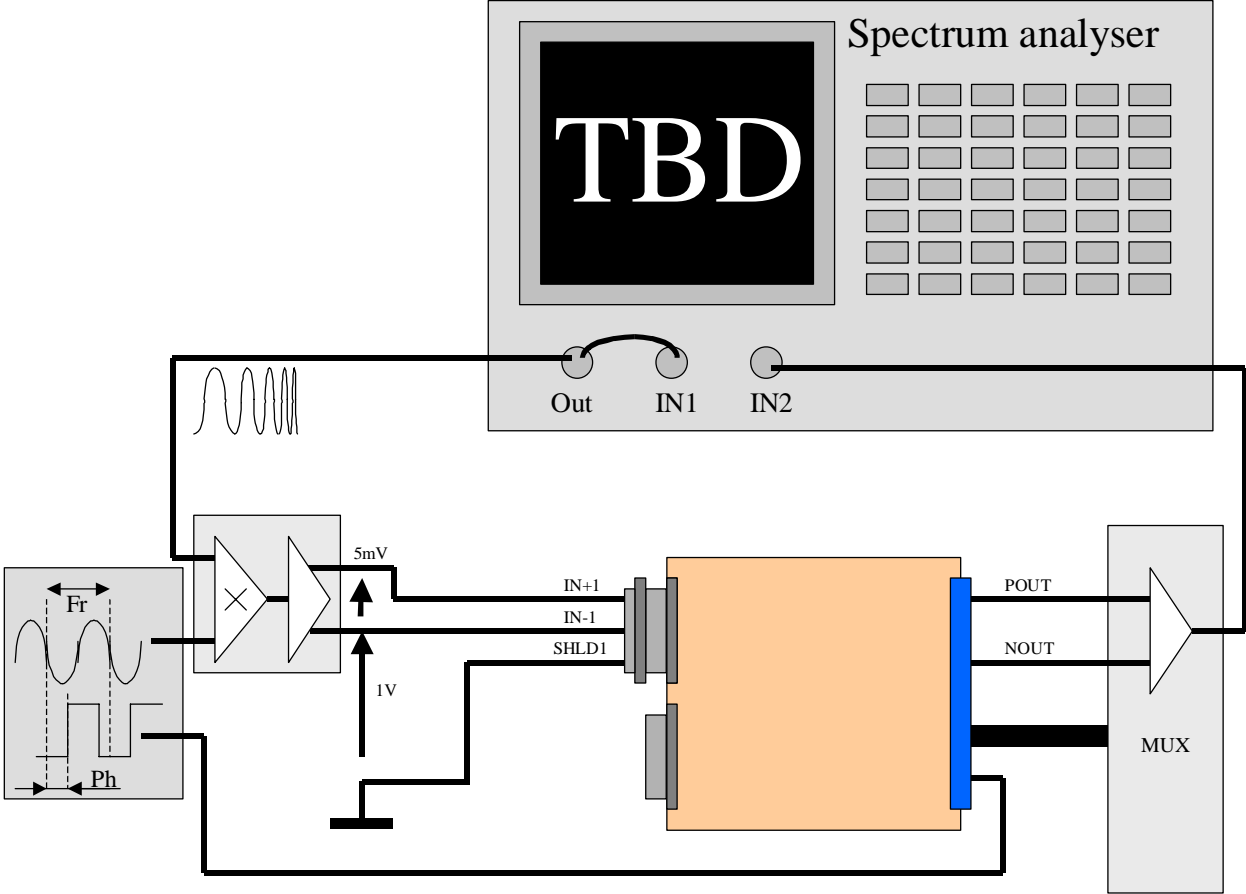 Spectrum analyser
TBD
Out
IN1
IN2
5mV
Fr
IN+1
POUT
IN-1
SHLD1
NOUT
1V
MUX
Ph